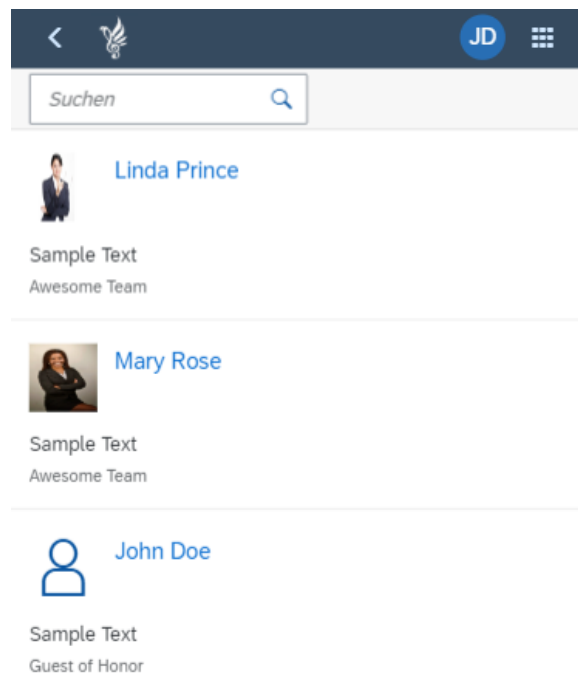 JD
Suchen
Linda Prince
Sample Text
Awesome Team
Mary Rose
Sample Text
Awesome Team
John Doe
Sample Text
Guest of Honor